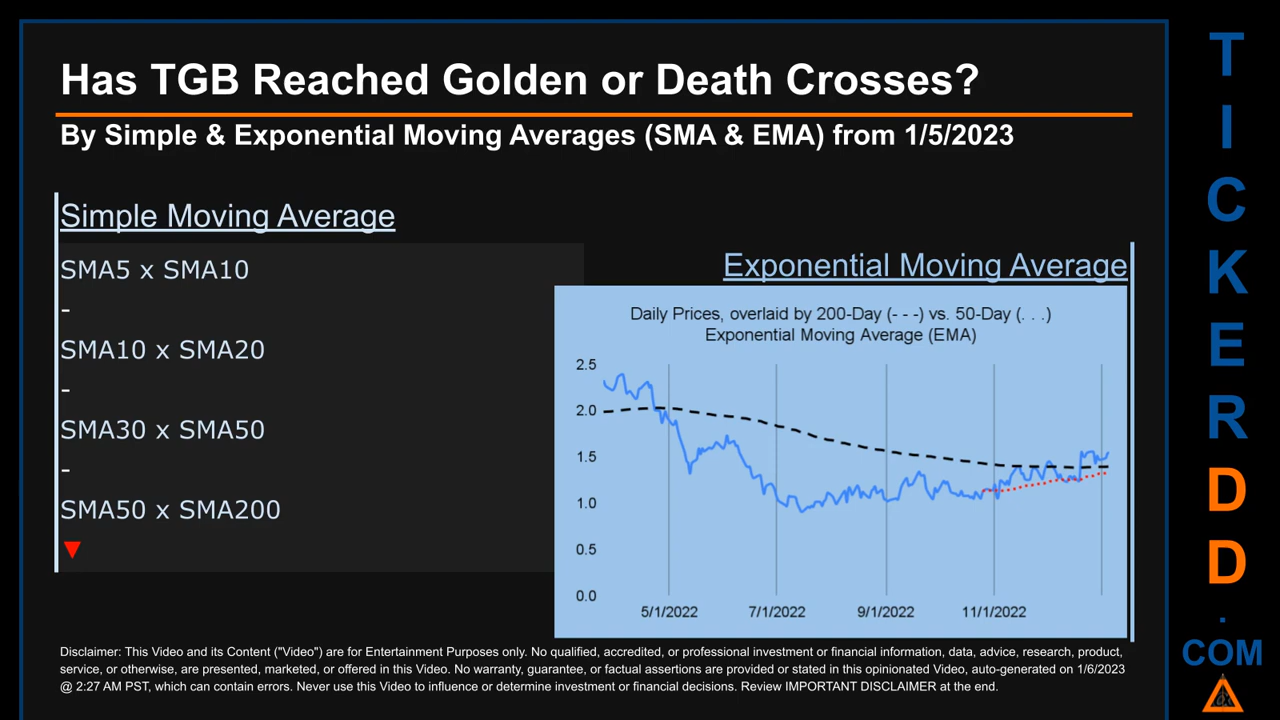 Has TGB Reached Golden or Death Crosses?
By Simple & Exponential Moving Averages (SMA & EMA) from 1/5/2023
Simple Moving Average
SMA5 x SMA10
-
SMA10 x SMA20
-
SMA30 x SMA50
-
SMA50 x SMA200
▼
Exponential Moving Average
Daily Prices, overlaid by 200-Day (- - -) vs. 50-Day (. . .)
Exponential Moving Average (EMA)
2.5
2.0
1.5
1.0
0.5
0.0
5/1/2022 7/1/2022 9/1/2022 11/1/2022
Disclaimer: This Video and its Content ("Video") are for Entertainment Purposes only. No qualified, accredited, or professional investment or financial information, data, advice, research, product,
service, or otherwise, are presented, marketed, or offered in this Video. No warranty, guarantee, or factual assertions are provided or stated in this opinionated Video, auto-generated on 1/6/2023
@ 2:27 AM PST, which can contain errors. Never use this Video to influence or determine investment or financial decisions. Review IMPORTANT DISCLAIMER at the end.
T
I
C
K
E
R
D
D
.
COM